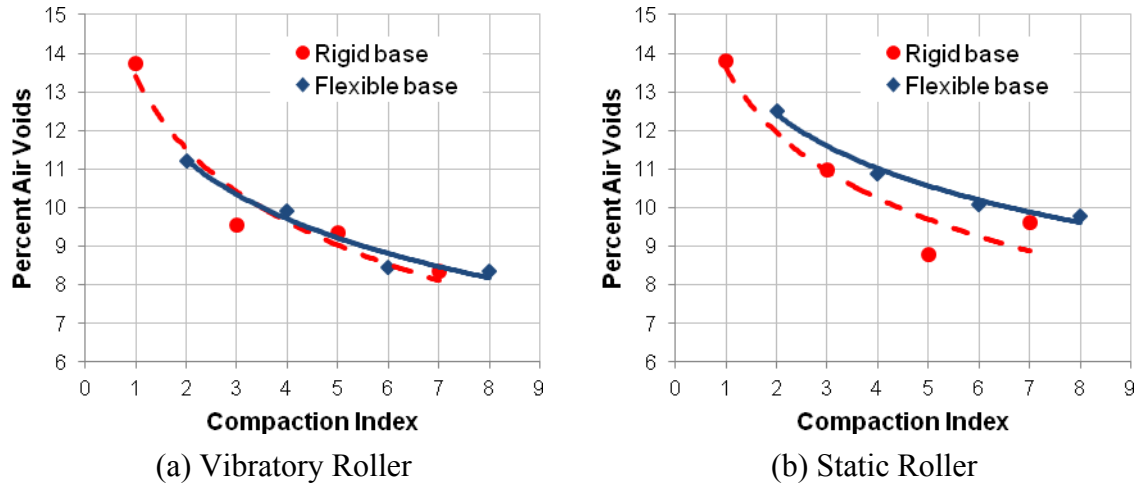 15
14
13
12
11
10
9
8
7
6
Percent Air Voids
Rigid base
Flexible base
0 1 2 3 4 5 6 7 8 9
Compaction Index
(a) Vibratory Roller
15
14
13
12
11
10
9
8
7
6
Percent Air Voids
Rigid base
Flexible base
0 1 2 3 4 5 6 7 8 9
Compaction Index
(b) Static Roller